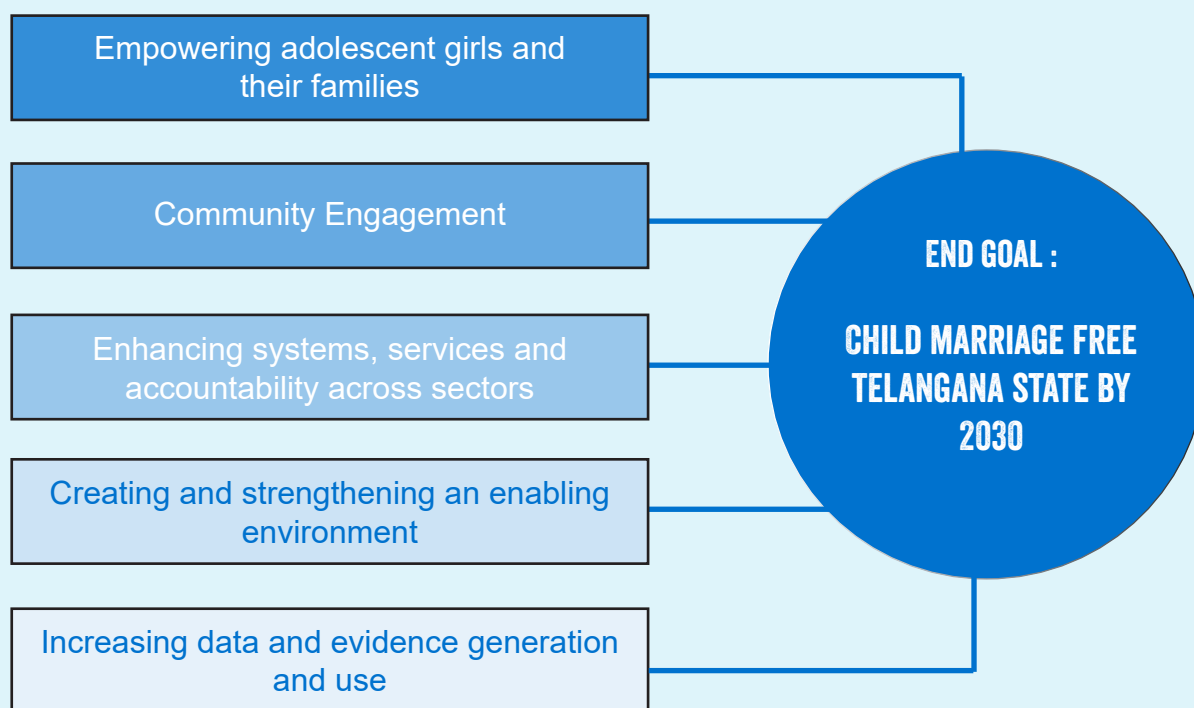 Empowering adolescent girls and
their families
Community Engagement
Enhancing systems, services and
accountability across sectors
Creating and strengthening an enabling
environment
Increasing data and evidence generation
and use
END GOAL :
CHILD MARRIAGE FREE
TELANGANA STATE BY
2030